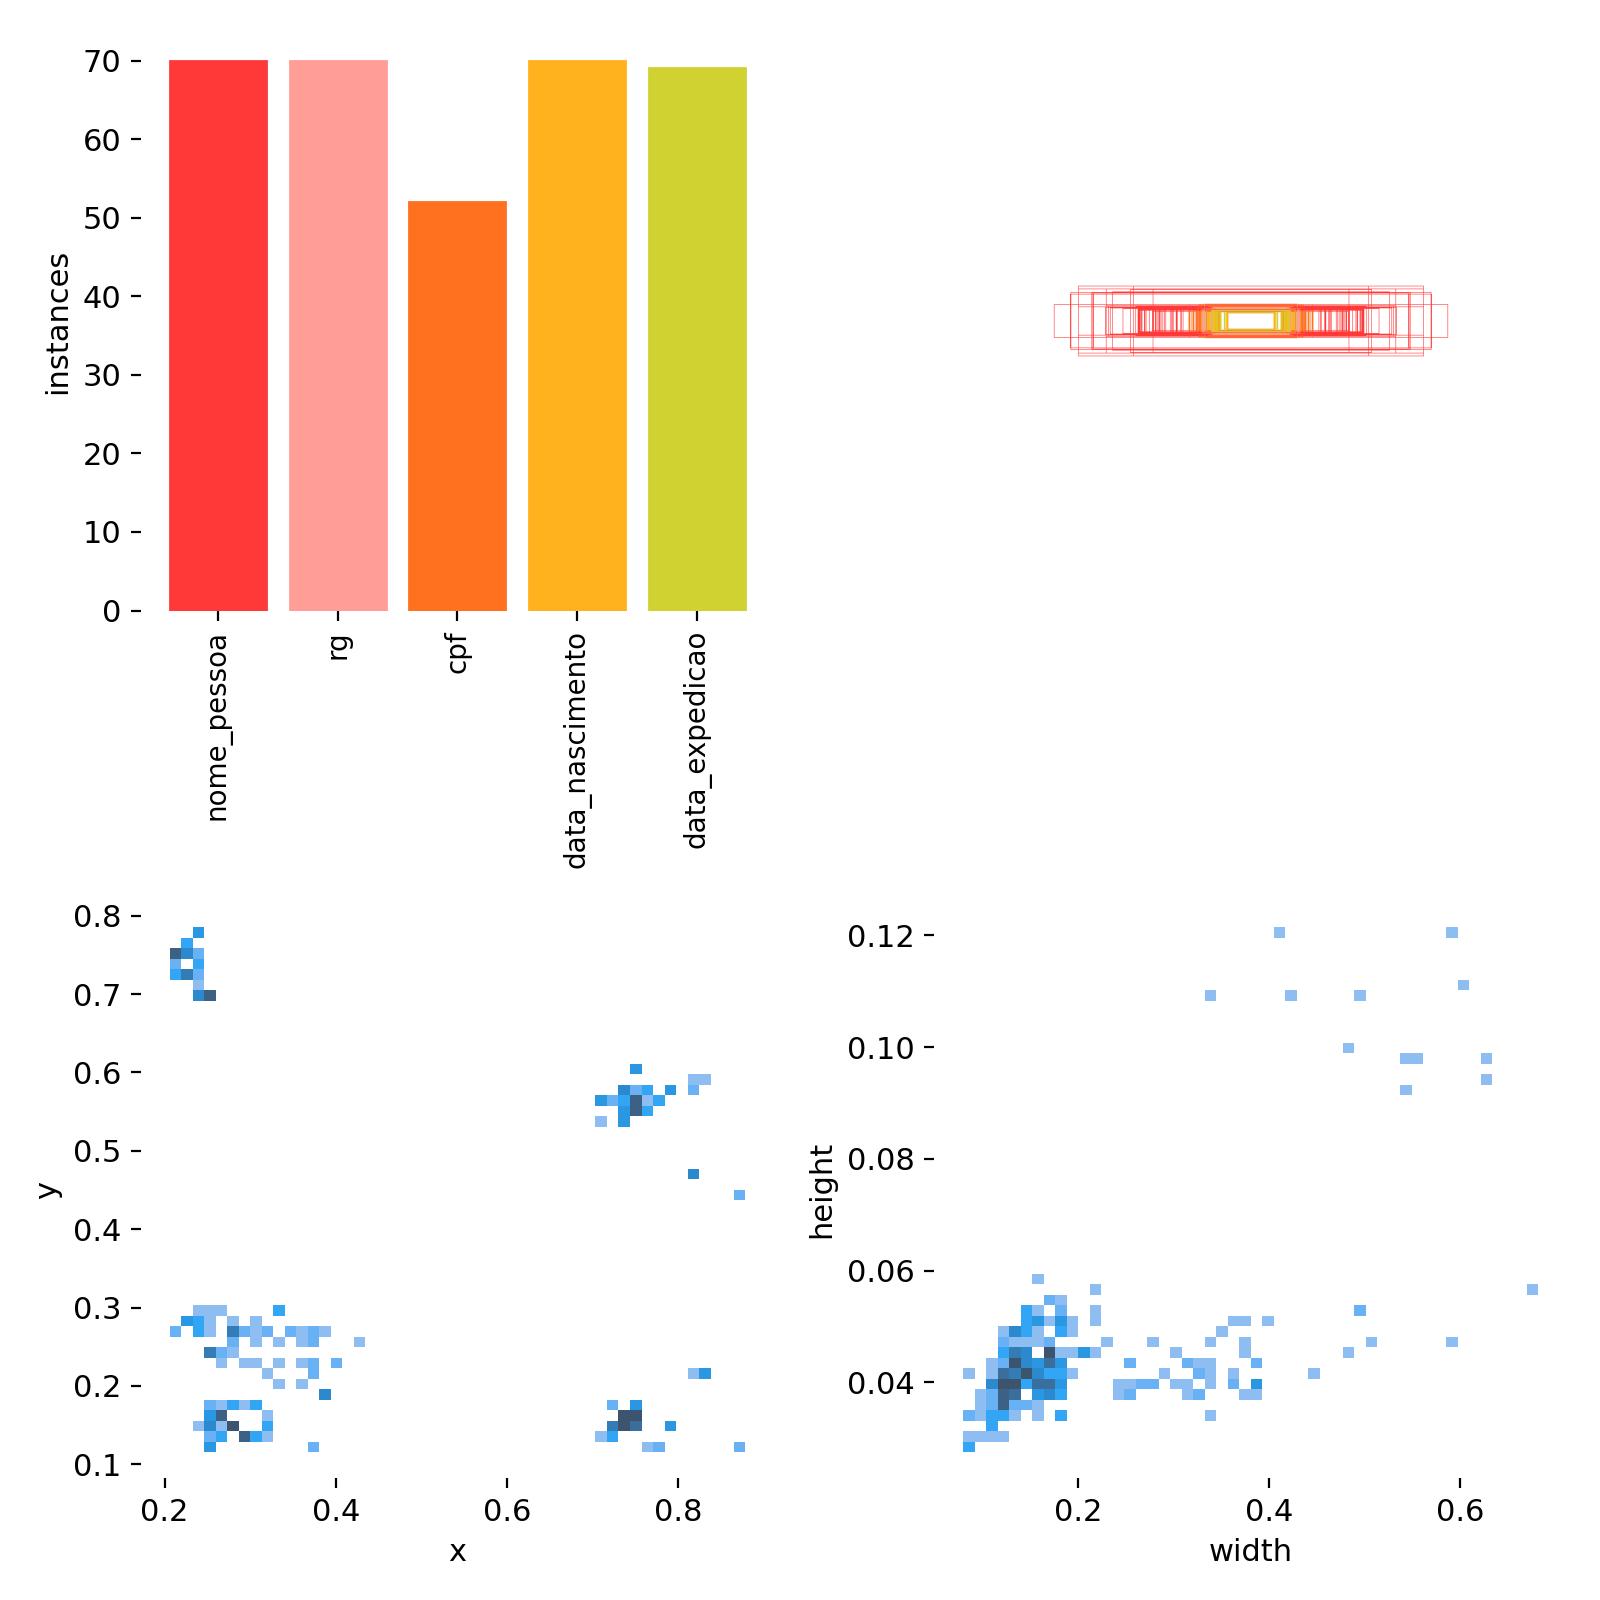 70
60
50
40
30
20
10
0
instances
nome_pessoa
rg
cpf
data_nascimento
data_expedicao
0.8
0.7
0.6
0.5
0.4
0.3
0.2
0.1
y
0.2 0.4 0.6 0.8
x
0.12
0.10
0.08
0.06
0.04
height
0.2 0.4 0.6
width